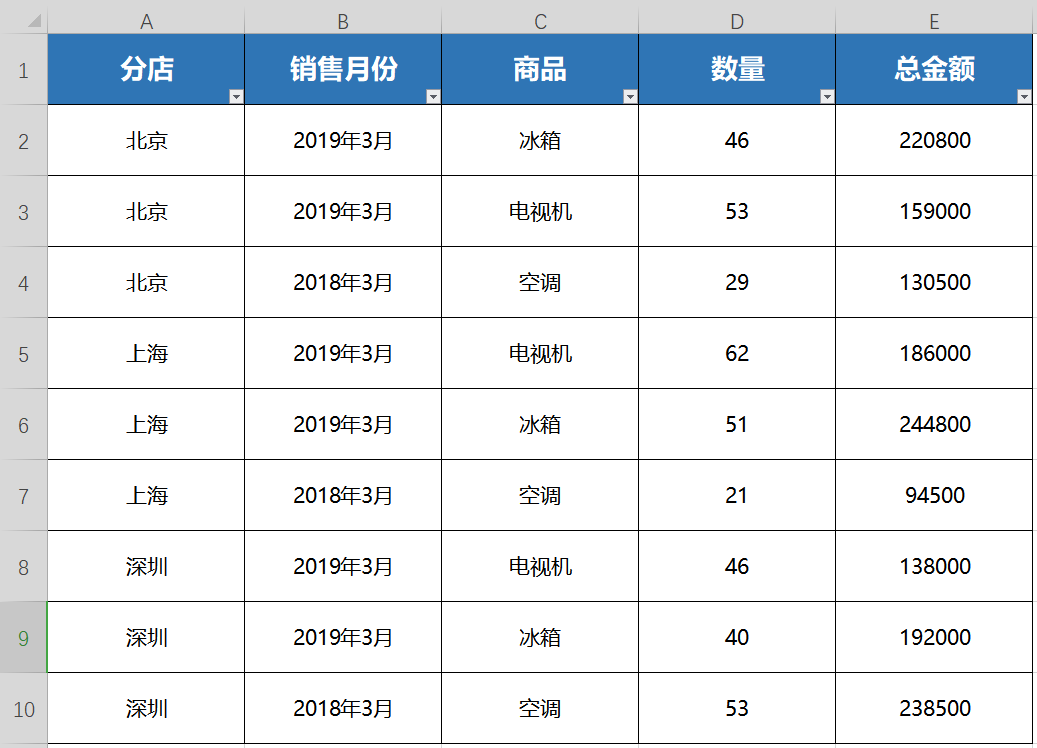 A B C D E
1 分店 销售月份 商品 数量 总金额
2 北京 2019年3月 冰箱 46 220800
3 北京 2019年3月 电视机 53 159000
4 北京 2018年3月 空调 29 130500
5 上海 2019年3月 电视机 62 186000
6 上海 2019年3月 冰箱 51 244800
7 上海 2018年3月 空调 21 94500
8 深圳 2019年3月 电视机 46 138000
9 深圳 2019年3月 冰箱 40 192000
10 深圳 2018年3月 空调 53 238500